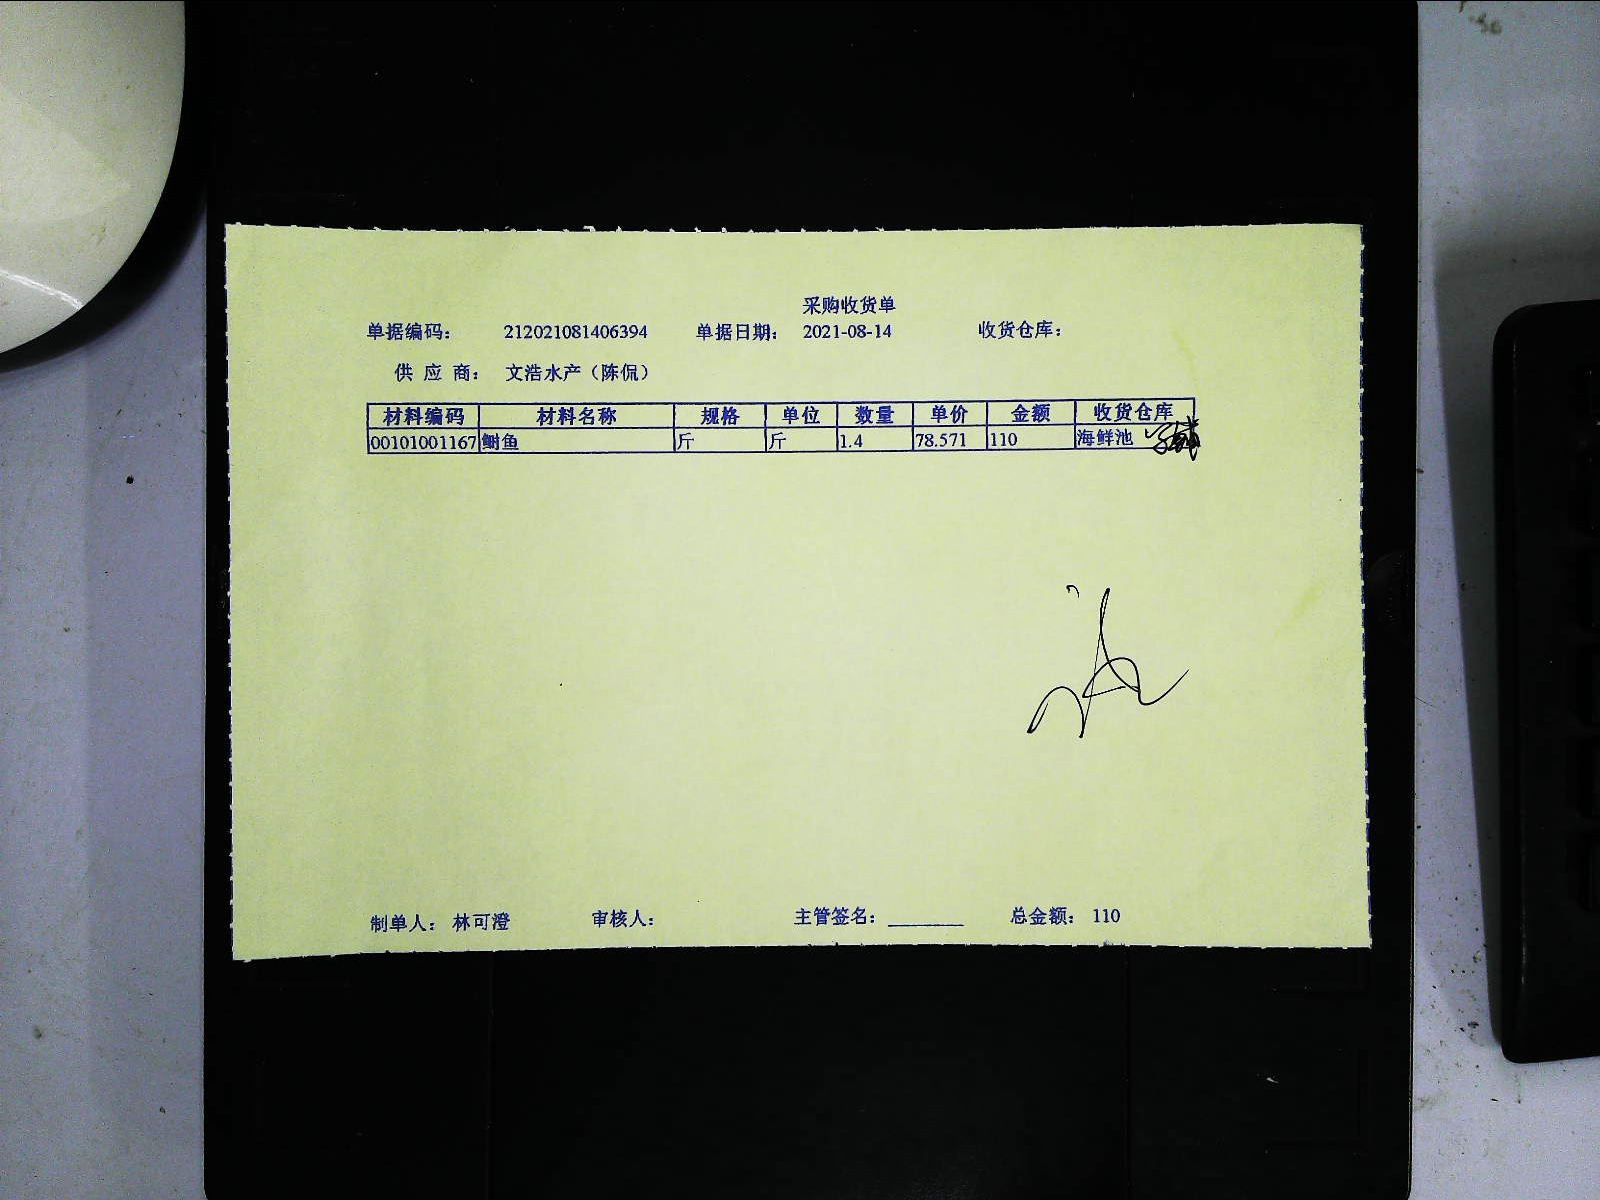 采购收货单
单据编码： 212021081406394 单据日期： 2021-08-14 收货仓库：
供 应 商： 文浩水产（陈侃）
材料编码 材料名称 规格 单位 数量 单价 金额 收货仓库
00101001167 鲥鱼 斤 斤 1.4 78.571 110 海鲜池
制单人： 林可澄 审核人： 主管签名： 总金额： 110